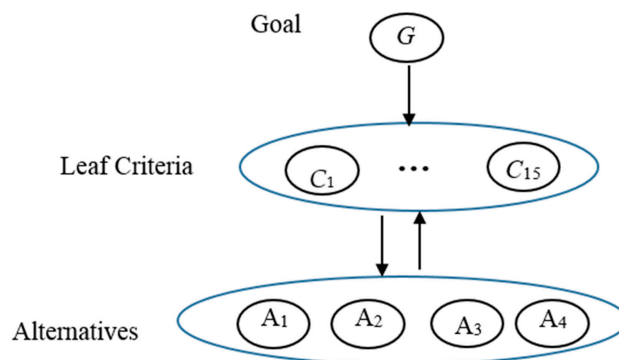 Goal G
Leaf Criteria C1 ... C15
Alternatives A1 A2 A3 A4